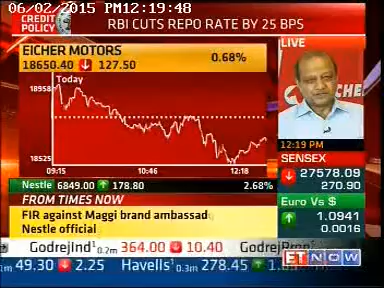 06/02/2015 PM12:19:48
CREDIT POLICY
RBI CUTS REPO RATE BY 25 BPS
EICHER MOTORS
18650.40 127.50 0.68%
Today
18958
18525
09:15 10:46 12:18
LIVE
12:19 PM
SENSEX
27578.09
270.90
Euro Vs $
1.0941
0.0016
Nestle 6849.00 178.80 2.68%
FROM TIMES NOW
FIR against Maggi brand ambassad
Nestle official
GodrejInd 0.2m 364.00 10.40
49.30 2.25 Havells 0.3m 278.45
ET NOW